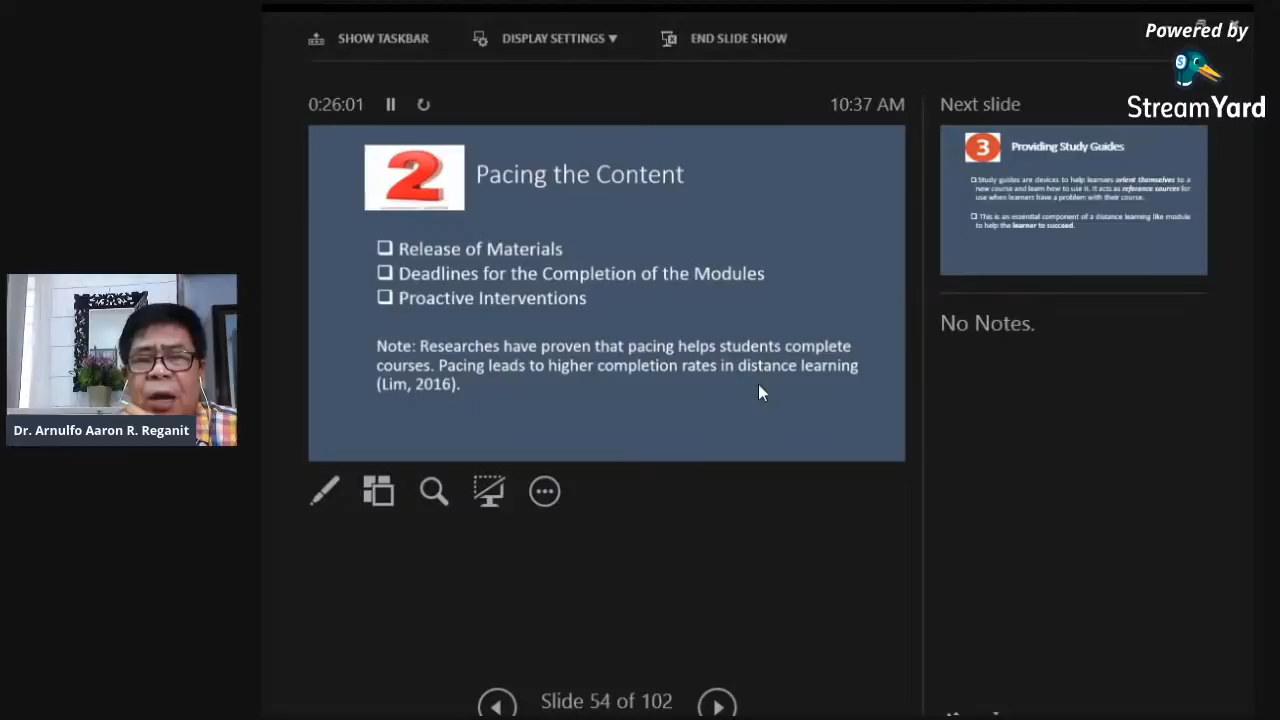 SHOW TASKBAR
DISPLAY SETTINGS ▼
END SLIDE SHOW
Powered by
StreamYard
0:26:01
10:37 AM
Next slide
2
Pacing the Content
❑ Release of Materials
❑ Deadlines for the Completion of the Modules
❑ Proactive Interventions
Note: Researches have proven that pacing helps students complete
courses. Pacing leads to higher completion rates in distance learning
(Lim, 2016).
3
Providing Study Guides
❑Study guides are devices to help learners orient themselves to a
new course and learn how to use it. It acts as reference sources for
use when learners have a problem with their course.
❑ This is an essential component of a distance learning like module
to help the learner to succeed.
No Notes.
Dr. Arnulfo Aaron R. Reganit
Slide 54 of 102